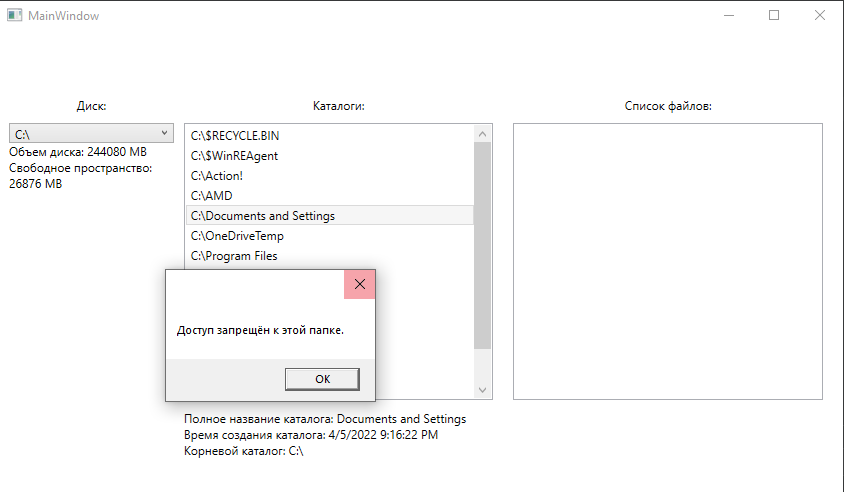 MainWindow
Диск:
Каталоги:
Список файлов:
C:\
Объем диска: 244080 MB
Свободное пространство:
26876 MB
C:\$RECYCLE.BIN
C:\$WinREAgent
C:\Action!
C:\AMD
C:\Documents and Settings
C:\OneDriveTemp
C:\Program Files
Доступ запрещён к этой папке.
OK
Полное название каталога: Documents and Settings
Время создания каталога: 4/5/2022 9:16:22 PM
Корневой каталог: C:\